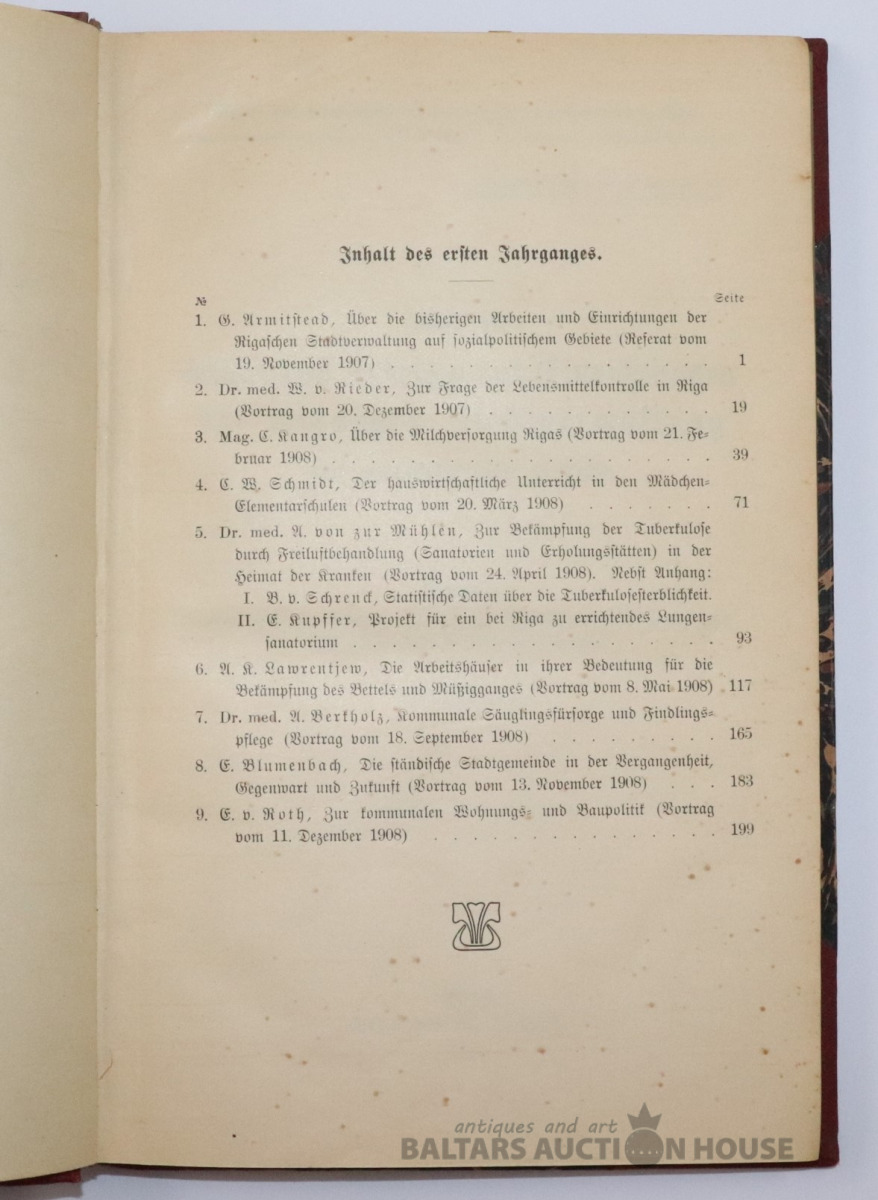 Inhalt des ersten Jahrganges.
№ Seite
1. G. Armitstead, Über die bisherigen Arbeiten und Einrichtungen der
Rigaschen Stadtverwaltung auf sozialpolitischem Gebiete (Referat vom
19. November 1907) . . . . . . . . . . . . . . . . 1
2. Dr. med. W. v. Rieder, Zur Frage der Lebensmittelkontrolle in Riga
(Vortrag vom 20. Dezember 1907) . . . . . . . . . . . 19
3. Mag. C. Kangro, Über die Milchversorgung Rigas (Vortrag vom 21. Fe-
bruar 1908) . . . . . . . . . . . . . . . . . . . 39
4. C. W. Schmidt, Der hauswirtschaftliche Unterricht in den Mädchen-
Elementarschulen (Vortrag vom 20. März 1908) . . . . . . . 71
5. Dr. med. A. von zur Mühlen, Zur Bekämpfung der Tuberkulose
durch Freiluftbehandlung (Sanatorien und Erholungsstätten) in der
Heimat der Kranken (Vortrag vom 24. April 1908). Nebst Anhang:
I. B. v. Schrenck, Statistische Daten über die Tuberkulosesterblichkeit.
II. E. Kupffer, Projekt für ein bei Riga zu errichtendes Lungen-
sanatorium . . . . . . . . . . . . . . . . . . 93
6. A. K. Lawrentjew, Die Arbeitshäuser in ihrer Bedeutung für die
Bekämpfung des Bettels und Müßigganges (Vortrag vom 8. Mai 1908) . 117
7. Dr. med. A. Berkholz, Kommunale Säuglingsfürsorge und Findlings-
pflege (Vortrag vom 18. September 1908) . . . . . . . . . 165
8. E. Blumenbach, Die ständische Stadtgemeinde in der Vergangenheit,
Gegenwart und Zukunft (Vortrag vom 13. November 1908) . . . 183
9. E. v. Roth, Zur kommunalen Wohnungs- und Baupolitik (Vortrag
vom 11. Dezember 1908) . . . . . . . . . . . . . 199
antiques and art
BALTARS AUCTION HOUSE